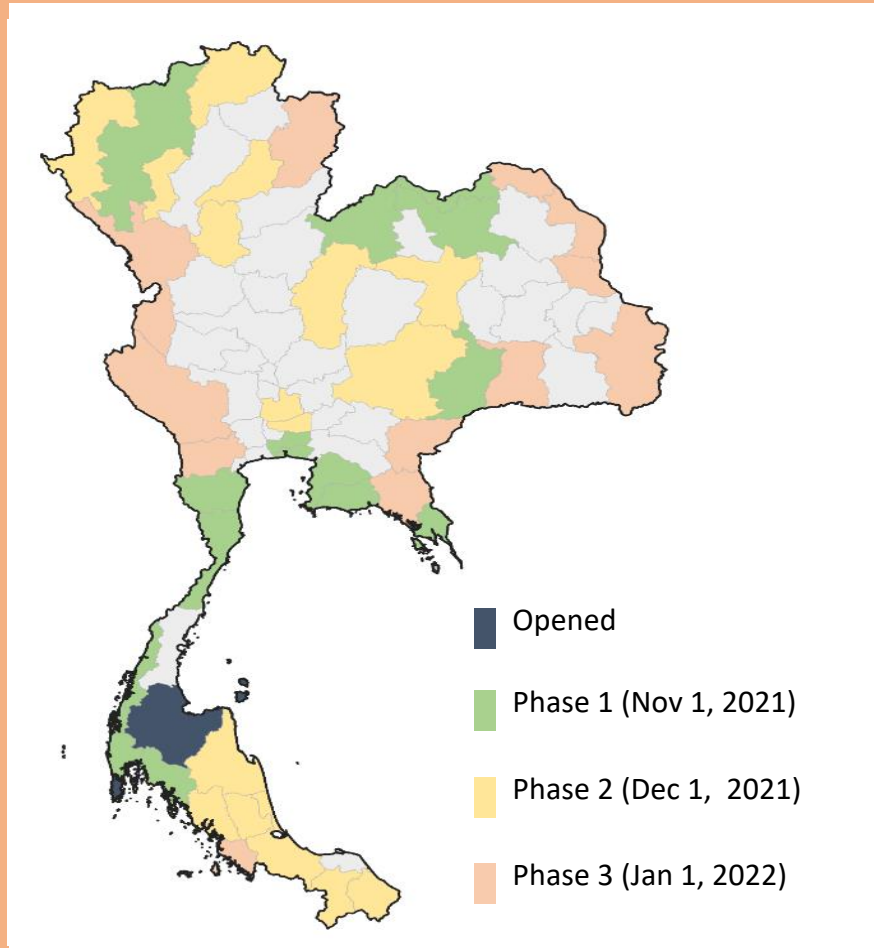 Opened
Phase 1 (Nov 1, 2021)
Phase 2 (Dec 1,  2021)
Phase 3 (Jan 1, 2022)